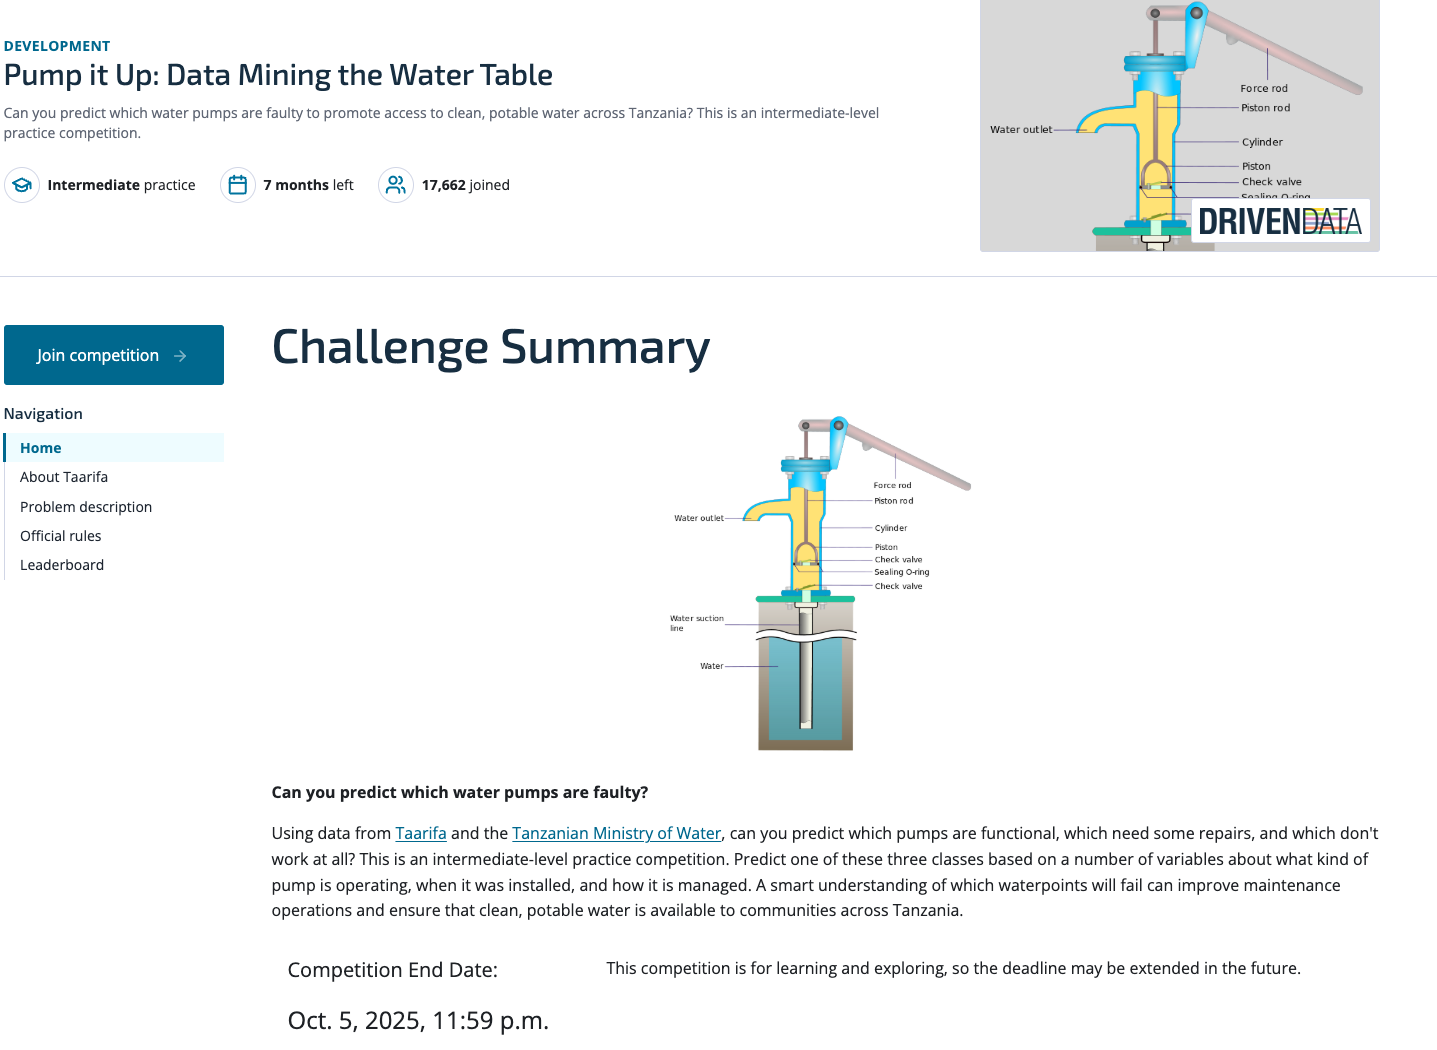 DEVELOPMENT
Pump it Up: Data Mining the Water Table
Can you predict which water pumps are faulty to promote access to clean, potable water across Tanzania? This is an intermediate-level
practice competition.
Intermediate practice
7 months left
17,662 joined
Force rod
Piston rod
Water outlet
Cylinder
Piston
Check valve
Sealing O-ring
DRIVENDATA
Join competition
Navigation
Home
About Taarifa
Problem description
Official rules
Leaderboard
Challenge Summary
Force rod
Piston rod
Water outlet
Cylinder
Piston
Check valve
Sealing O-ring
Check valve
Water suction
line
Water
Can you predict which water pumps are faulty?
Using data from Taarifa and the Tanzanian Ministry of Water, can you predict which pumps are functional, which need some repairs, and which don't
work at all? This is an intermediate-level practice competition. Predict one of these three classes based on a number of variables about what kind of
pump is operating, when it was installed, and how it is managed. A smart understanding of which waterpoints will fail can improve maintenance
operations and ensure that clean, potable water is available to communities across Tanzania.
Competition End Date:
Oct. 5, 2025, 11:59 p.m.
This competition is for learning and exploring, so the deadline may be extended in the future.